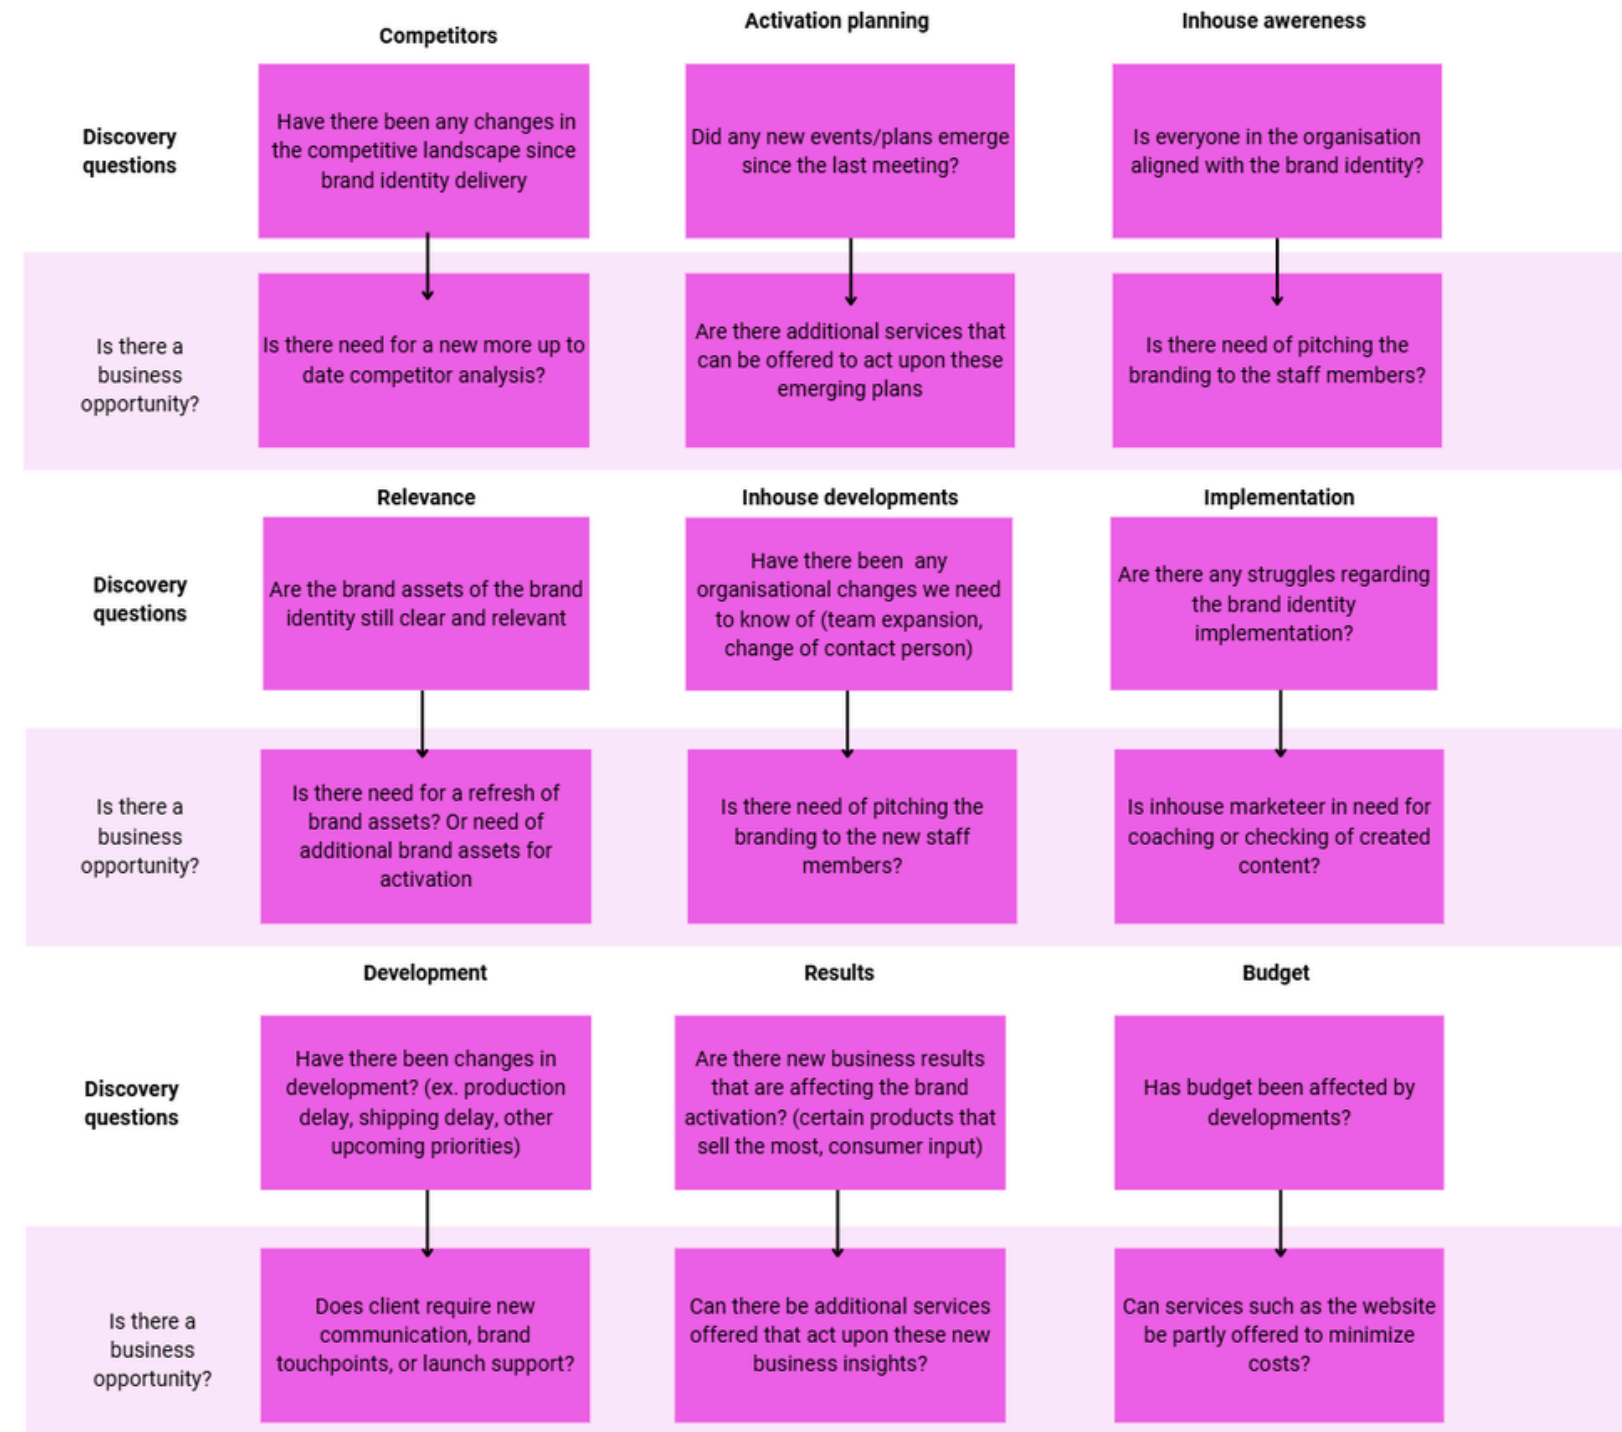 Competitors
Activation planning
Inhouse awereness
Discovery
questions
Have there been any changes in
the competitive landscape since
brand identity delivery
Did any new events/plans emerge
since the last meeting?
Is everyone in the organisation
aligned with the brand identity?
Is there a
business
opportunity?
Is there need for a new more up to
date competitor analysis?
Are there additional services that
can be offered to act upon these
emerging plans
Is there need of pitching the
branding to the staff members?
Relevance
Inhouse developments
Implementation
Discovery
questions
Are the brand assets of the brand
identity still clear and relevant
Have there been any
organisational changes we need
to know of (team expansion,
change of contact person)
Are there any struggles regarding
the brand identity
implementation?
Is there a
business
opportunity?
Is there need for a refresh of
brand assets? Or need of
additional brand assets for
activation
Is there need of pitching the
branding to the new staff
members?
Is inhouse marketeer in need for
coaching or checking of created
content?
Development
Results
Budget
Discovery
questions
Have there been changes in
development? (ex. production
delay, shipping delay, other
upcoming priorities)
Are there new business results
that are affecting the brand
activation? (certain products that
sell the most, consumer input)
Has budget been affected by
developments?
Is there a
business
opportunity?
Does client require new
communication, brand
touchpoints, or launch support?
Can there be additional services
offered that act upon these new
business insights?
Can services such as the website
be partly offered to minimize
costs?